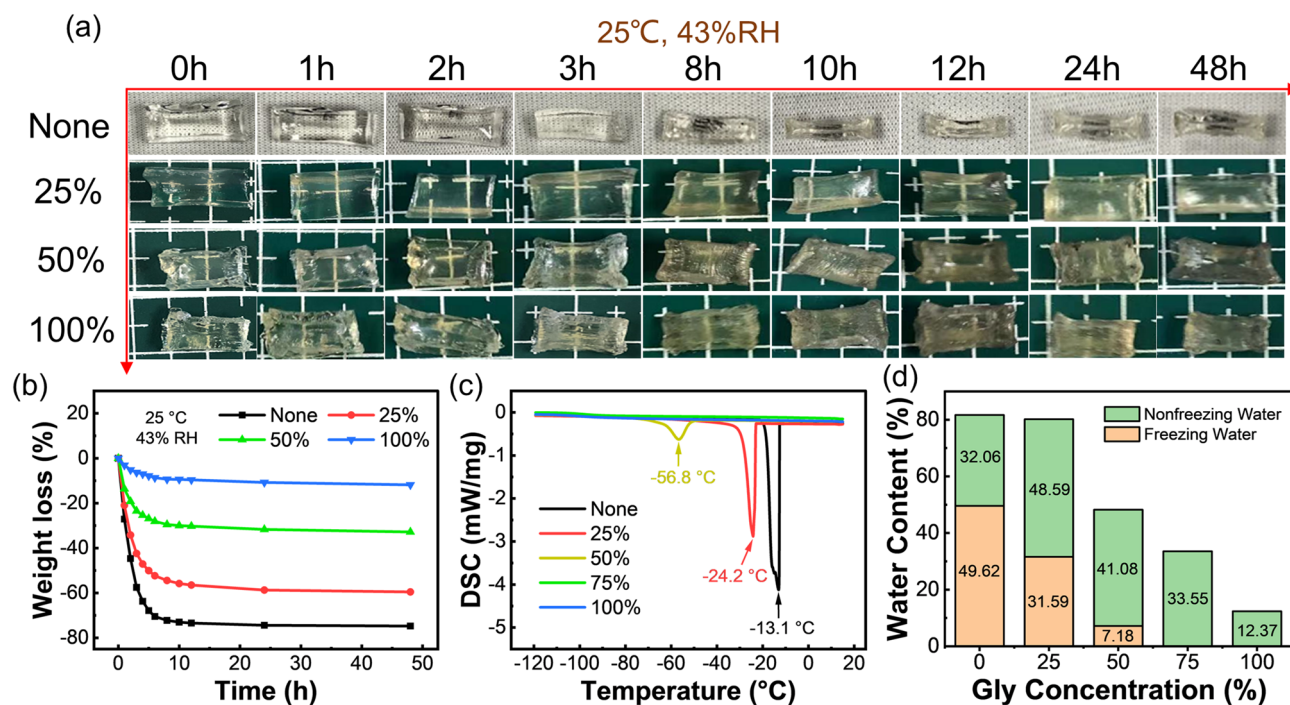 (a)
25℃, 43%RH
0h 1h 2h 3h 8h 10h 12h 24h 48h
None
25%
50%
100%
(b)
25 °C
43% RH
None 25%
50% 100%
Weight loss (%)
20
0
-20
-40
-60
-80
0 10 20 30 40 50
Time (h)
(c)
-56.8 °C
-24.2 °C
-13.1 °C
None
25%
50%
75%
100%
DSC (mW/mg)
0
-1
-2
-3
-4
-5
-120 -100 -80 -60 -40 -20 0 20
Temperature (°C)
(d)
Nonfreezing Water
Freezing Water
Water Content (%)
80
60
40
20
0
32.06
49.62
48.59
31.59
41.08
7.18
33.55
12.37
0 25 50 75 100
Gly Concentration (%)